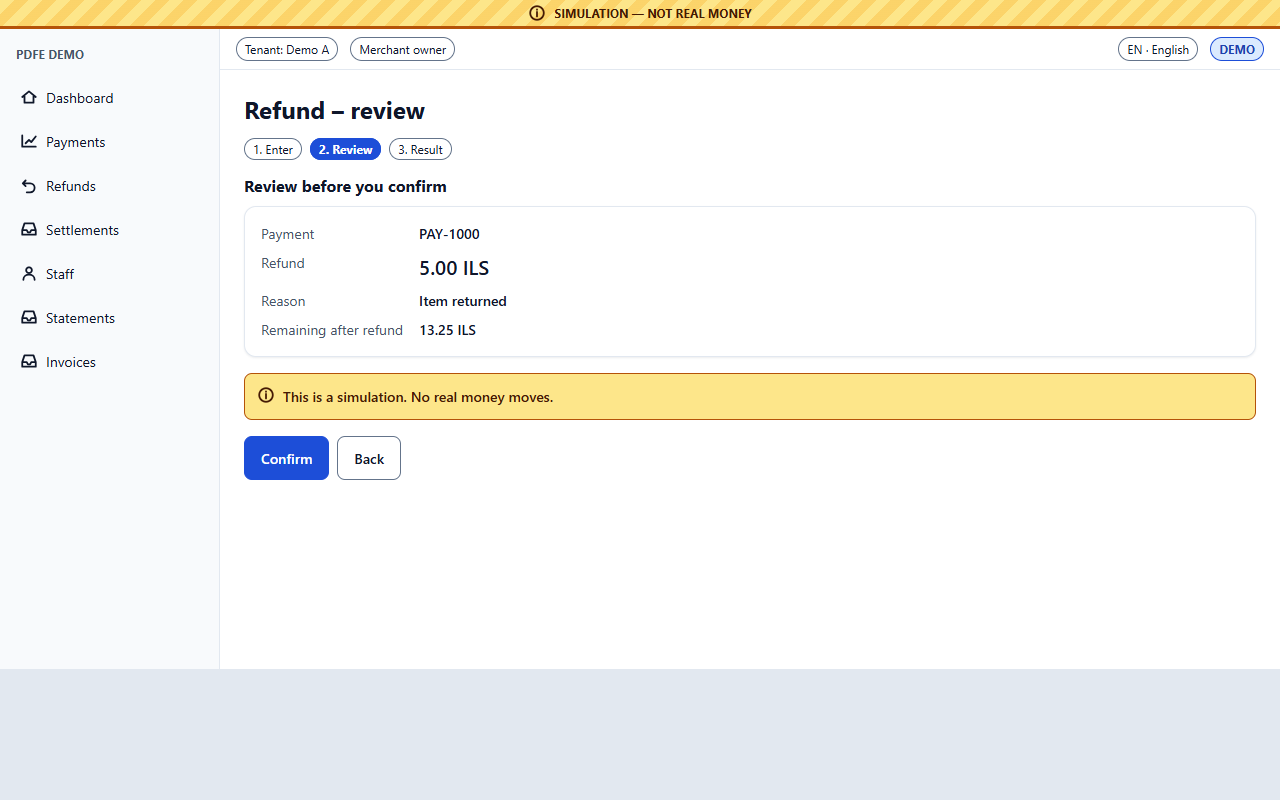 SIMULATION — NOT REAL MONEY
PDFE DEMO
Tenant: Demo A
Merchant owner
EN · English
DEMO
Dashboard
Payments
Refunds
Settlements
Staff
Statements
Invoices
Refund – review
1. Enter
2. Review
3. Result
Review before you confirm
Payment PAY-1000
Refund 5.00 ILS
Reason Item returned
Remaining after refund 13.25 ILS
This is a simulation. No real money moves.
Confirm
Back